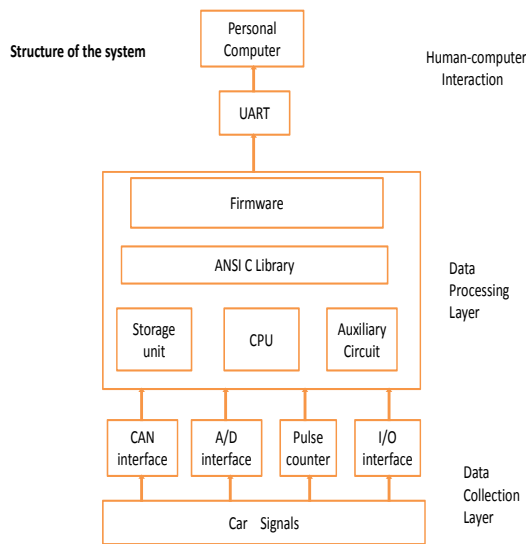 Structure of the system
Personal
Computer
Human-computer
Interaction
UART
Firmware
ANSI C Library
Data
Processing
Layer
Storage
unit
CPU
Auxiliary
Circuit
CAN
interface
A/D
interface
Pulse
counter
I/O
interface
Data
Collection
Layer
Car Signals